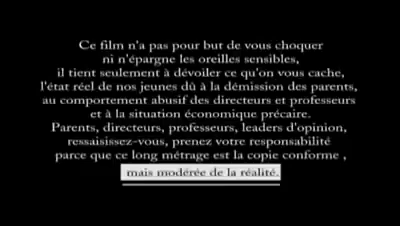 Ce film n'a pas pour but de vous choquer
ni n'épargne les oreilles sensibles,
il tient seulement à dévoiler ce qu'on vous cache,
l'état réel de nos jeunes dû à la démission des parents,
au comportement abusif des directeurs et professeurs
et à la situation économique précaire.
Parents, directeurs, professeurs, leaders d'opinion,
ressaisissez-vous, prenez votre responsabilité
parce que ce long métrage est la copie conforme ,
mais modérée de la réalité.